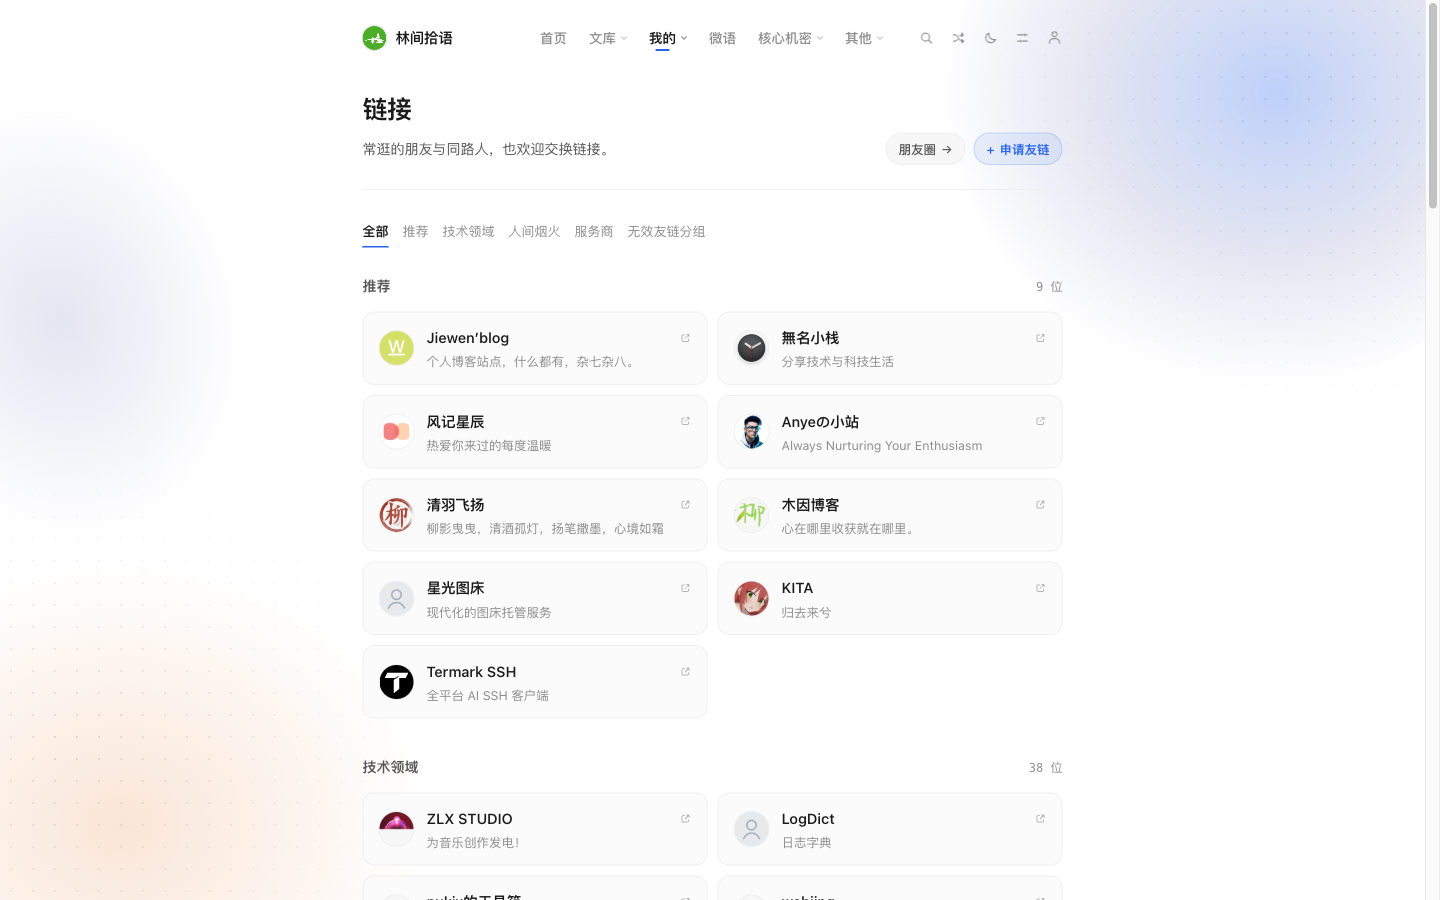 林间拾语
首页 文库 我的 微语 核心机密 其他
链接
常逛的朋友与同路人，也欢迎交换链接。
朋友圈 →
+ 申请友链
全部 推荐 技术领域 人间烟火 服务商 无效友链分组
推荐
9 位
Jiewen'blog
个人博客站点，什么都有，杂七杂八。
無名小栈
分享技术与科技生活
风记星辰
热爱你来过的每度温暖
Anyeの小站
Always Nurturing Your Enthusiasm
清羽飞扬
柳影曳曳，清酒孤灯，扬笔撒墨，心境如霜
木因博客
心在哪里收获就在哪里。
星光图床
现代化的图床托管服务
KITA
归去来兮
Termark SSH
全平台 AI SSH 客户端
技术领域
38 位
ZLX STUDIO
为音乐创作发电！
LogDict
日志字典